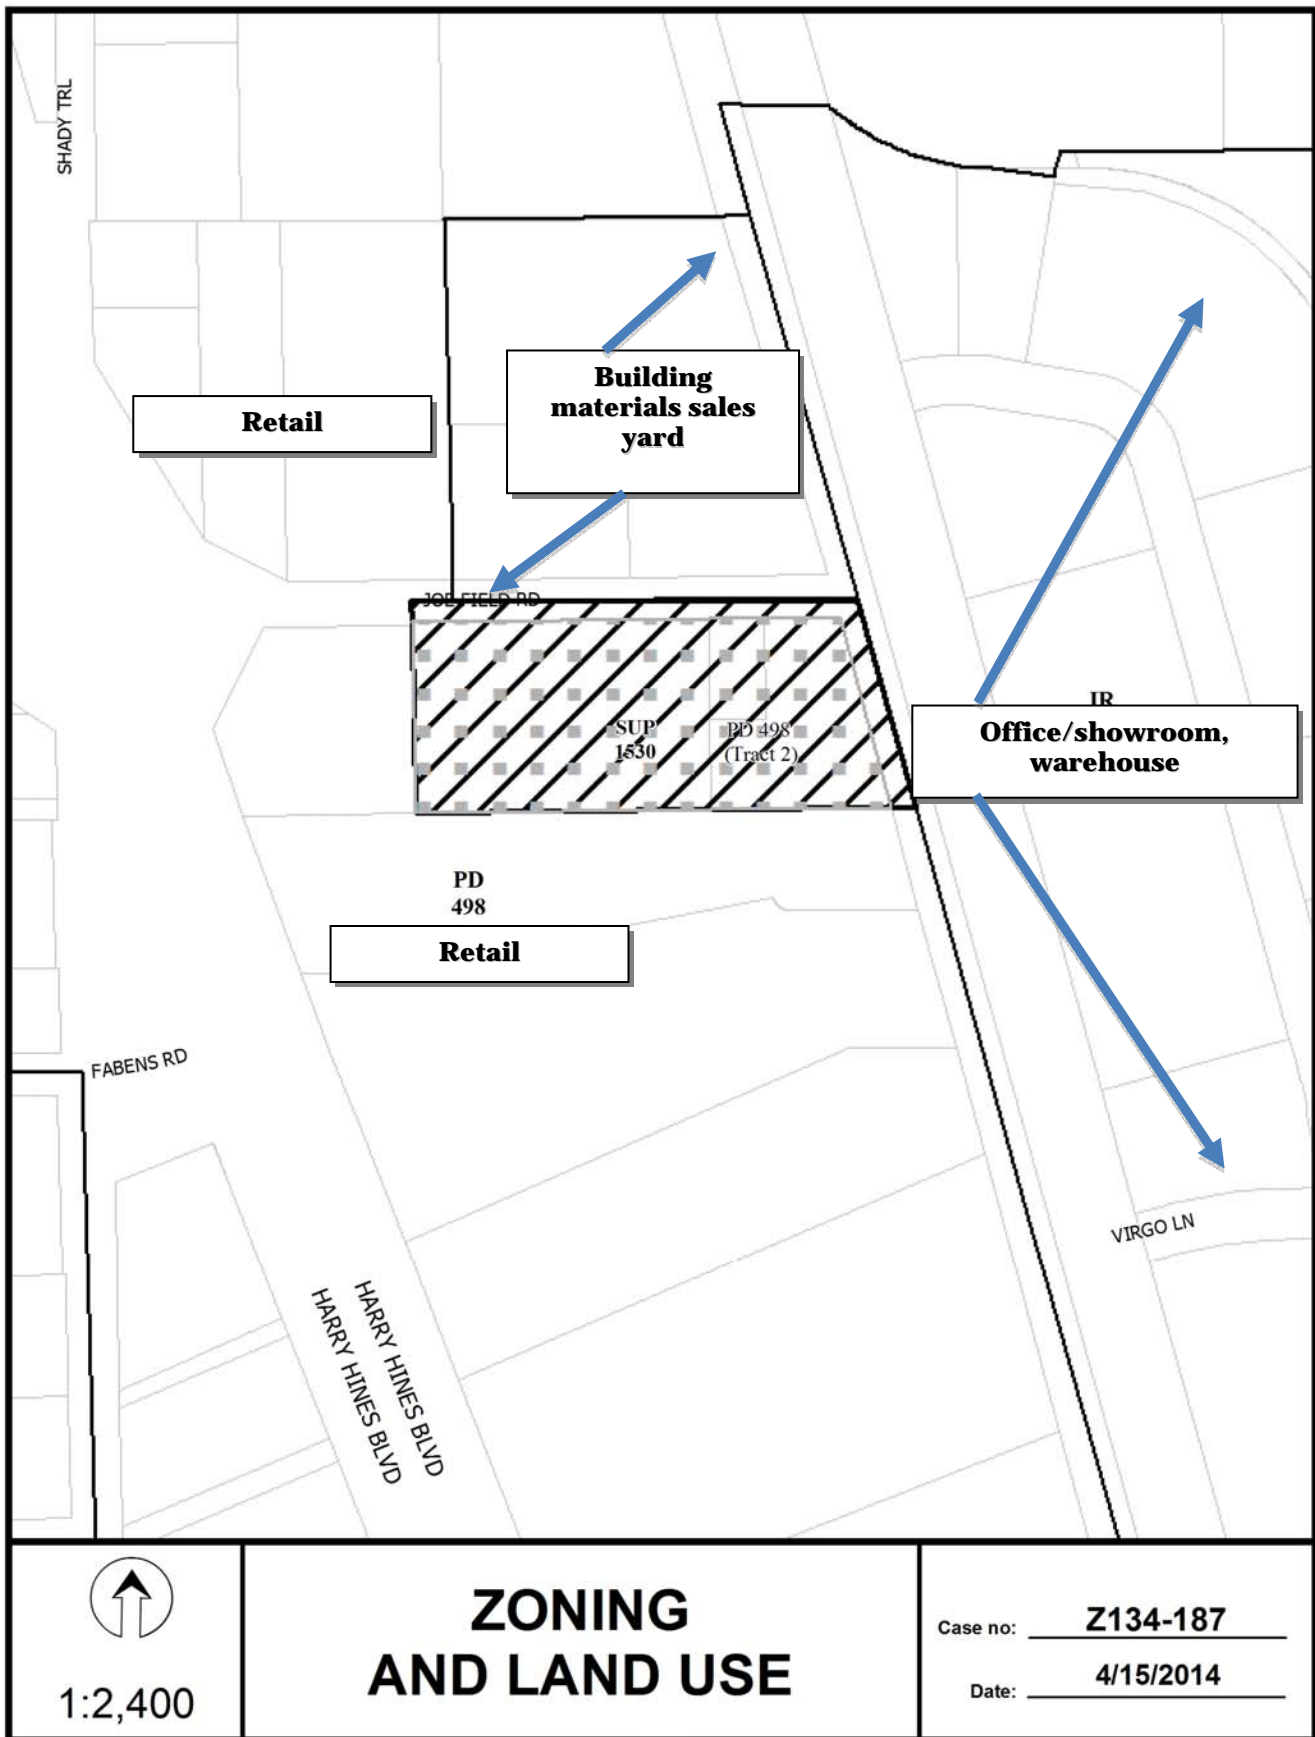 SHADY TRL
Building
materials sales
yard
Retail
JOE FIELD RD
IR
SUP
1530
PD 498
(Tract 2)
Office/showroom,
warehouse
PD
498
Retail
FABENS RD
VIRGO LN
HARRY HINES BLVD
HARRY HINES BLVD
1:2,400
ZONING
AND LAND USE
Case no: Z134-187
Date: 4/15/2014